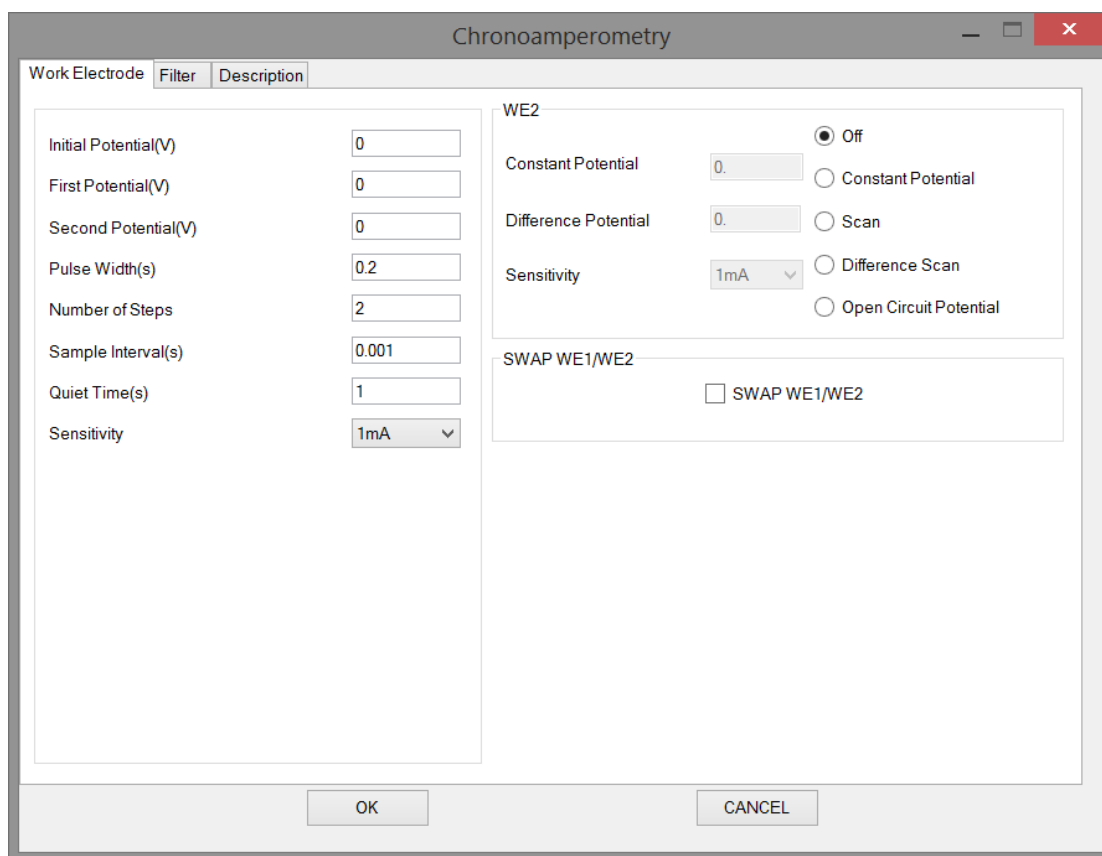 Chronoamperometry
Work Electrode Filter Description
Initial Potential(V) 0
First Potential(V) 0
Second Potential(V) 0
Pulse Width(s) 0.2
Number of Steps 2
Sample Interval(s) 0.001
Quiet Time(s) 1
Sensitivity 1mA
WE2
Off
Constant Potential 0. Constant Potential
Difference Potential 0. Scan
Sensitivity 1mA Difference Scan
Open Circuit Potential
SWAP WE1/WE2
SWAP WE1/WE2
OK CANCEL